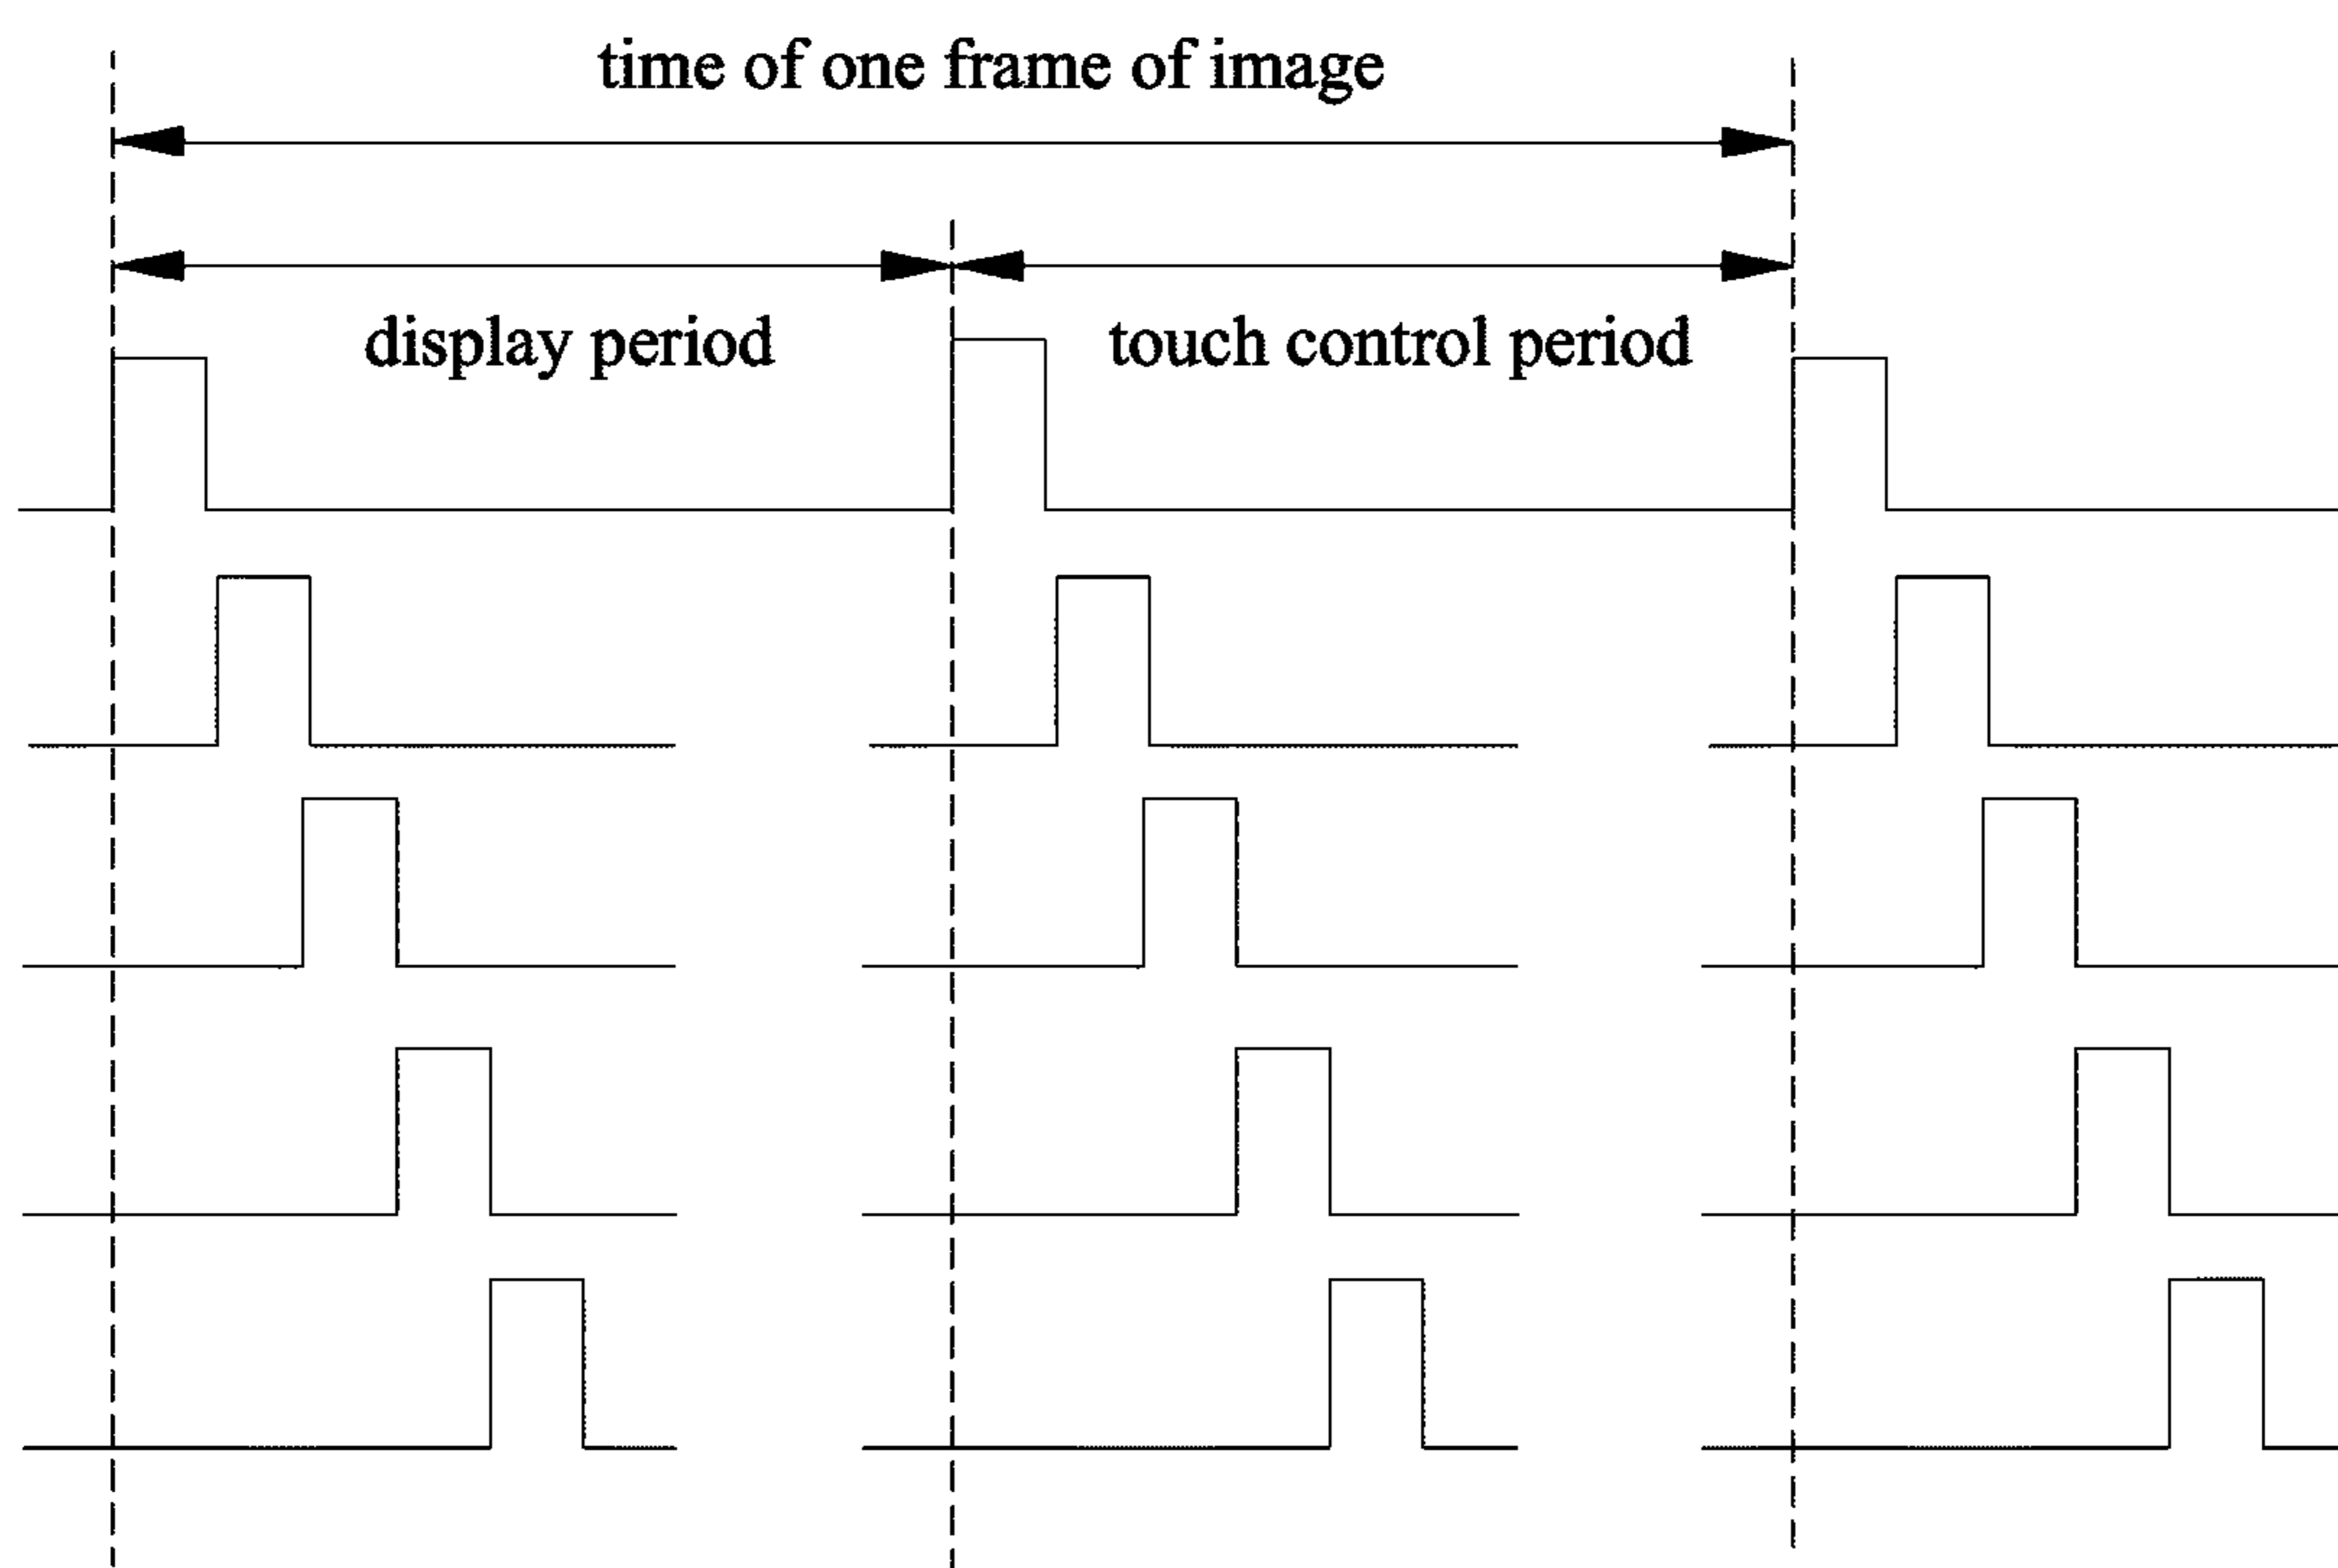 time of one frame of image
display period
touch control period